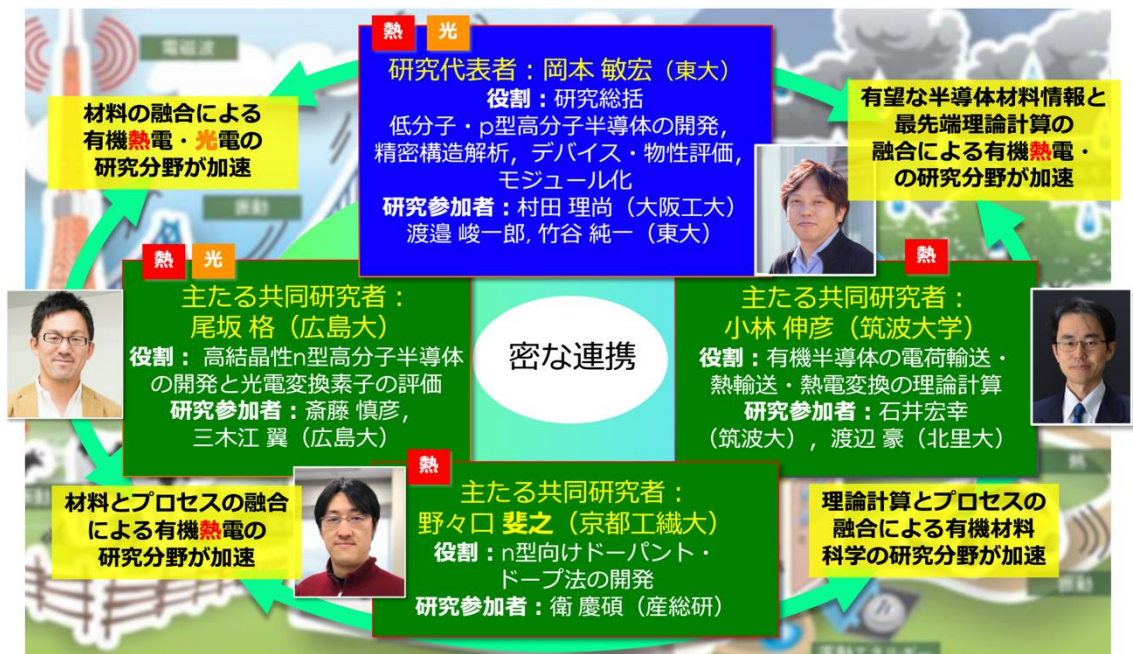 電磁波
熱 光
研究代表者：岡本 敏宏（東大）
役割：研究総括
低分子・p型高分子半導体の開発，
精密構造解析，デバイス・物性評価，
モジュール化
研究参加者：村田 理尚（大阪工大）
渡邉 峻一郎, 竹谷 純一（東大）
材料の融合による
有機熱電・光電の
研究分野が加速
有望な半導体材料情報と
最先端理論計算の
融合による有機熱電・
の研究分野が加速
振動
熱 光
主たる共同研究者：
尾坂 格（広島大）
役割： 高結晶性n型高分子半導体
の開発と光電変換素子の評価
研究参加者：斎藤 慎彦，
三木江 翼（広島大）
密な連携
熱
主たる共同研究者：
小林 伸彦（筑波大学）
役割：有機半導体の電荷輸送・
熱輸送・熱電変換の理論計算
研究参加者：石井宏幸
（筑波大），渡辺 豪（北里大）
熱
材料とプロセスの融合
による有機熱電の
研究分野が加速
熱
主たる共同研究者：
野々口 斐之（京都工繊大）
役割：n型向けドーパント・
ドープ法の開発
研究参加者：衛 慶碩（産総研）
理論計算とプロセスの
融合による有機材料
科学の研究分野が加速
振動